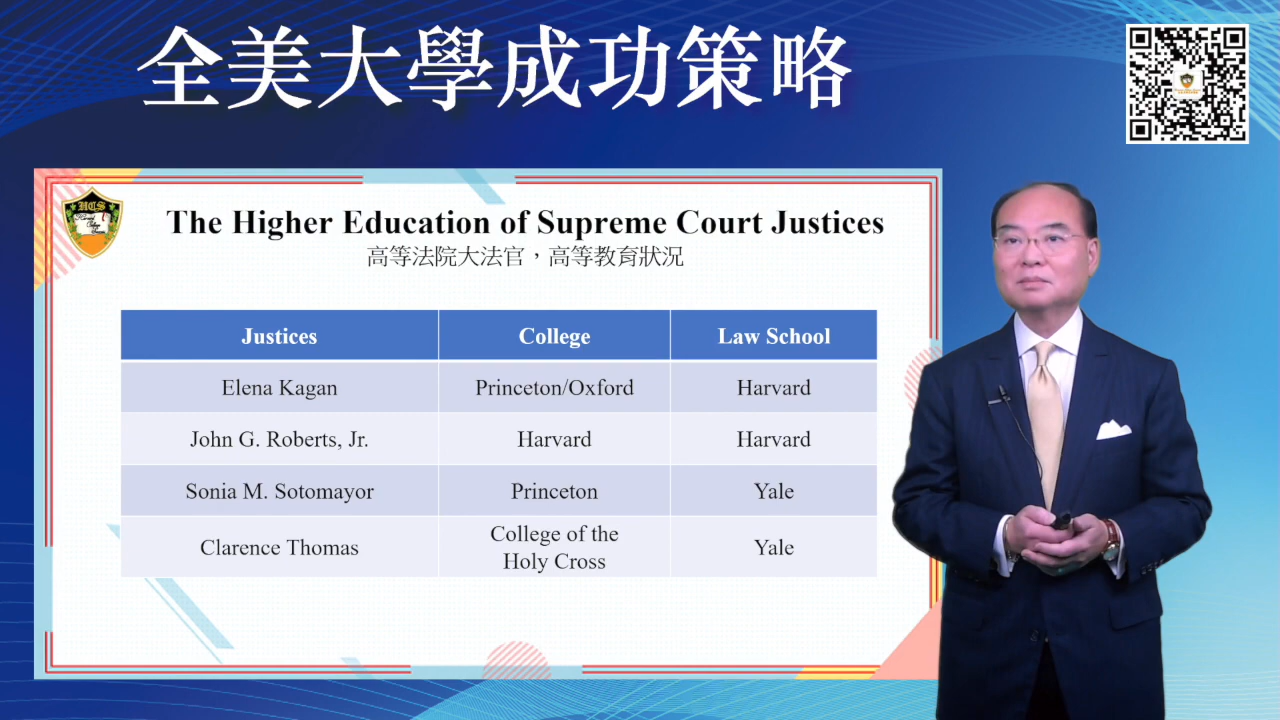 全美大學成功策略
HCS
The Higher Education of Supreme Court Justices
高等法院大法官，高等教育狀況
Justices College Law School
Elena Kagan Princeton/Oxford Harvard
John G. Roberts, Jr. Harvard Harvard
Sonia M. Sotomayor Princeton Yale
Clarence Thomas College of the Holy Cross Yale